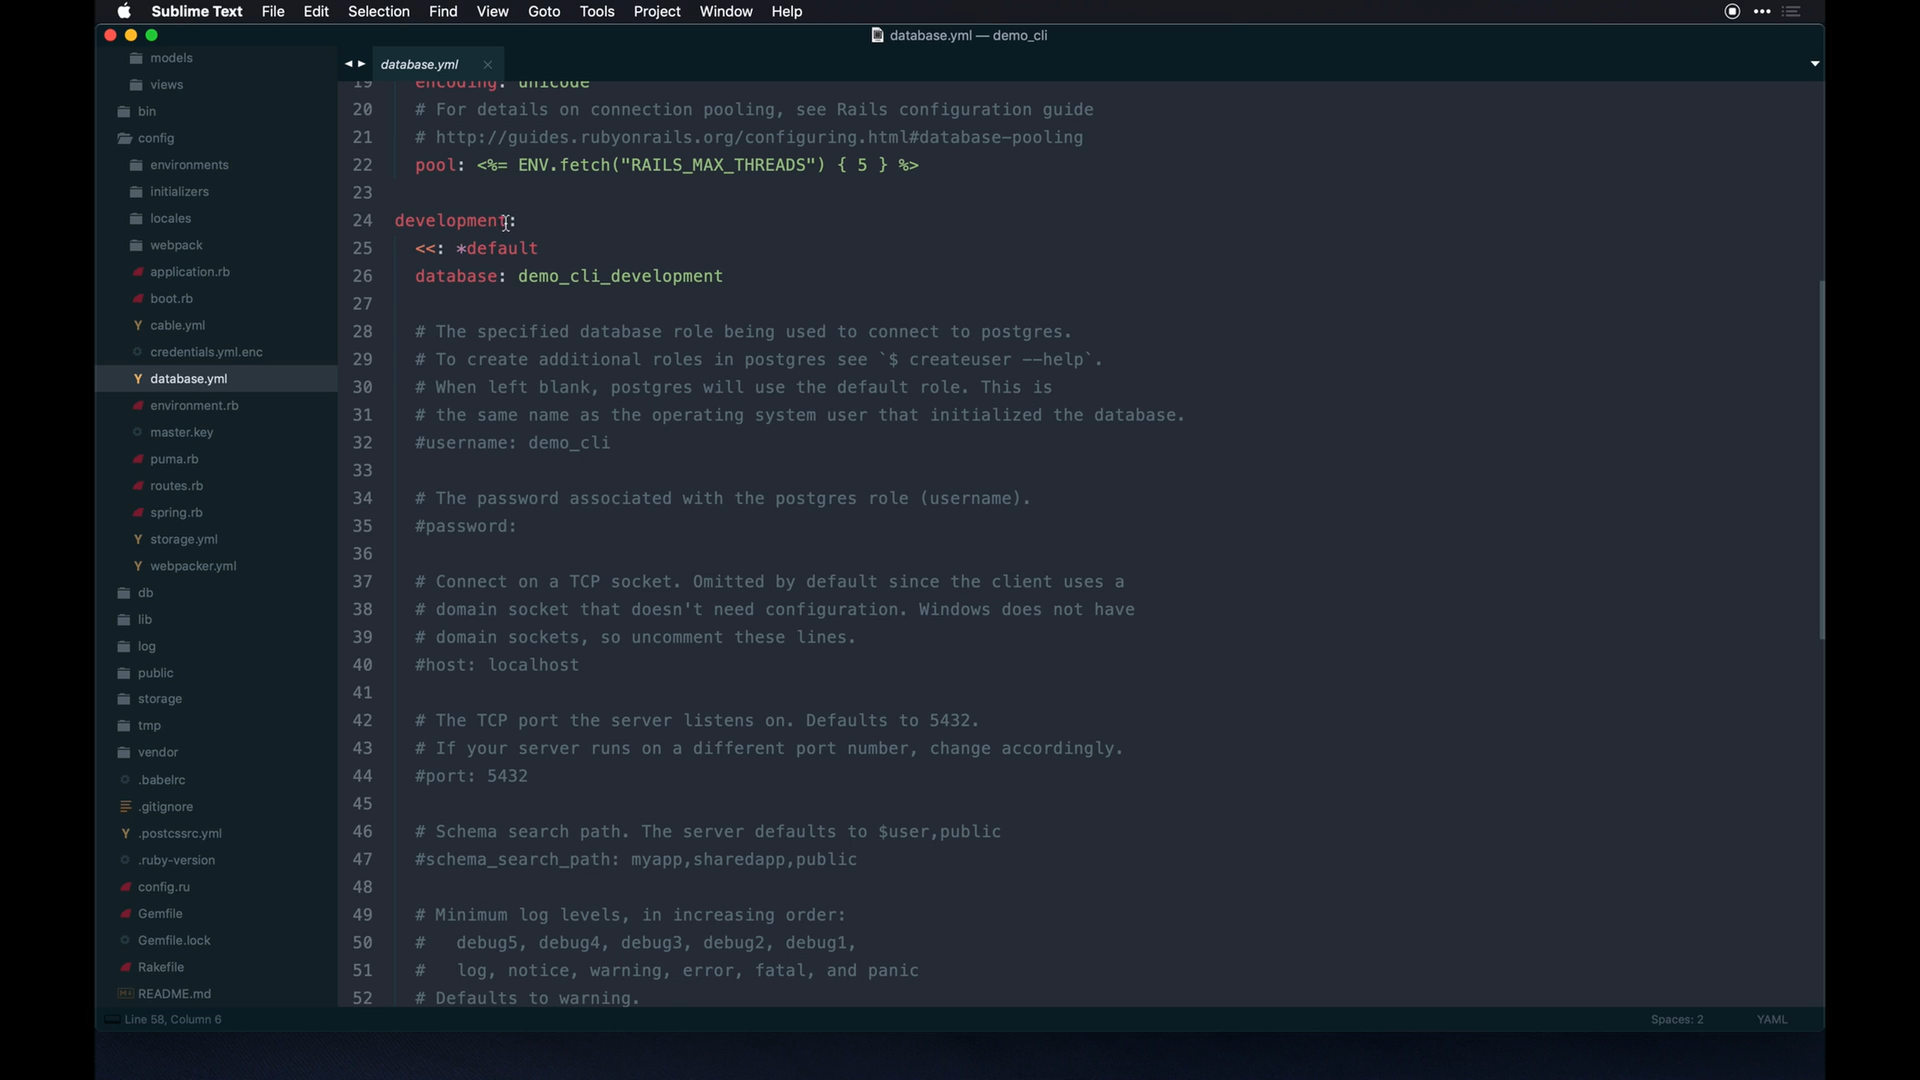 Sublime Text File Edit Selection Find View Goto Tools Project Window Help
database.yml — demo_cli
models
views
bin
config
environments
initializers
locales
webpack
application.rb
boot.rb
cable.yml
credentials.yml.enc
database.yml
environment.rb
master.key
puma.rb
routes.rb
spring.rb
storage.yml
webpacker.yml
db
lib
log
public
storage
tmp
vendor
.babelrc
.gitignore
.postcssrc.yml
.ruby-version
config.ru
Gemfile
Gemfile.lock
Rakefile
README.md
database.yml
19 encoding: unicode
20 # For details on connection pooling, see Rails configuration guide
21 # http://guides.rubyonrails.org/configuring.html#database-pooling
22 pool: <%= ENV.fetch("RAILS_MAX_THREADS") { 5 } %>
23
24 development:
25 <<: *default
26 database: demo_cli_development
27
28 # The specified database role being used to connect to postgres.
29 # To create additional roles in postgres see `$ createuser --help`.
30 # When left blank, postgres will use the default role. This is
31 # the same name as the operating system user that initialized the database.
32 #username: demo_cli
33
34 # The password associated with the postgres role (username).
35 #password:
36
37 # Connect on a TCP socket. Omitted by default since the client uses a
38 # domain socket that doesn't need configuration. Windows does not have
39 # domain sockets, so uncomment these lines.
40 #host: localhost
41
42 # The TCP port the server listens on. Defaults to 5432.
43 # If your server runs on a different port number, change accordingly.
44 #port: 5432
45
46 # Schema search path. The server defaults to $user,public
47 #schema_search_path: myapp,sharedapp,public
48
49 # Minimum log levels, in increasing order:
50 #   debug5, debug4, debug3, debug2, debug1,
51 #   log, notice, warning, error, fatal, and panic
52 # Defaults to warning.
Line 58, Column 6
Spaces: 2
YAML